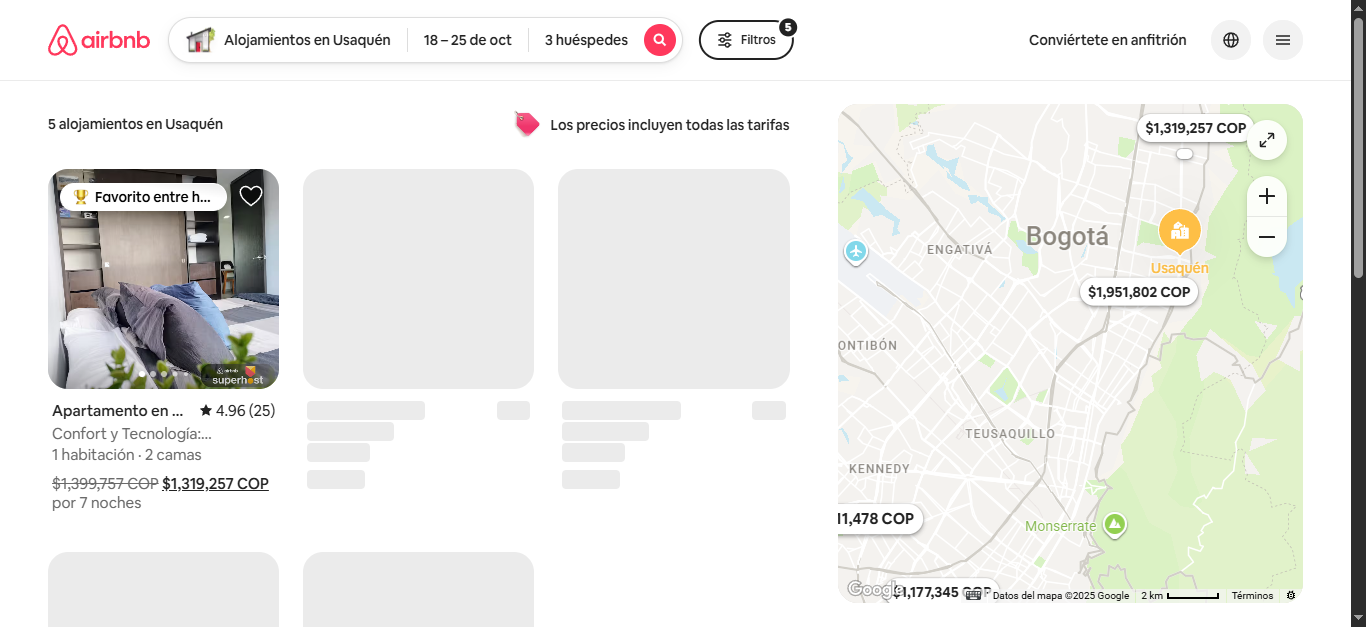 airbnb
Alojamientos en Usaquén
18 – 25 de oct
3 huéspedes
Filtros
5
Conviértete en anfitrión
5 alojamientos en Usaquén
Los precios incluyen todas las tarifas
Favorito entre h...
airbnb
superhost
Apartamento en ...
4.96 (25)
Confort y Tecnología:...
1 habitación · 2 camas
$1,399,757 COP $1,319,257 COP
por 7 noches
$1,319,257 COP
Bogotá
ENGATIVÁ
Usaquén
$1,951,802 COP
ONTIBÓN
TEUSAQUILLO
KENNEDY
11,478 COP
Monserrate
Google
$1,177,345 COP
Datos del mapa ©2025 Google
2 km
Términos